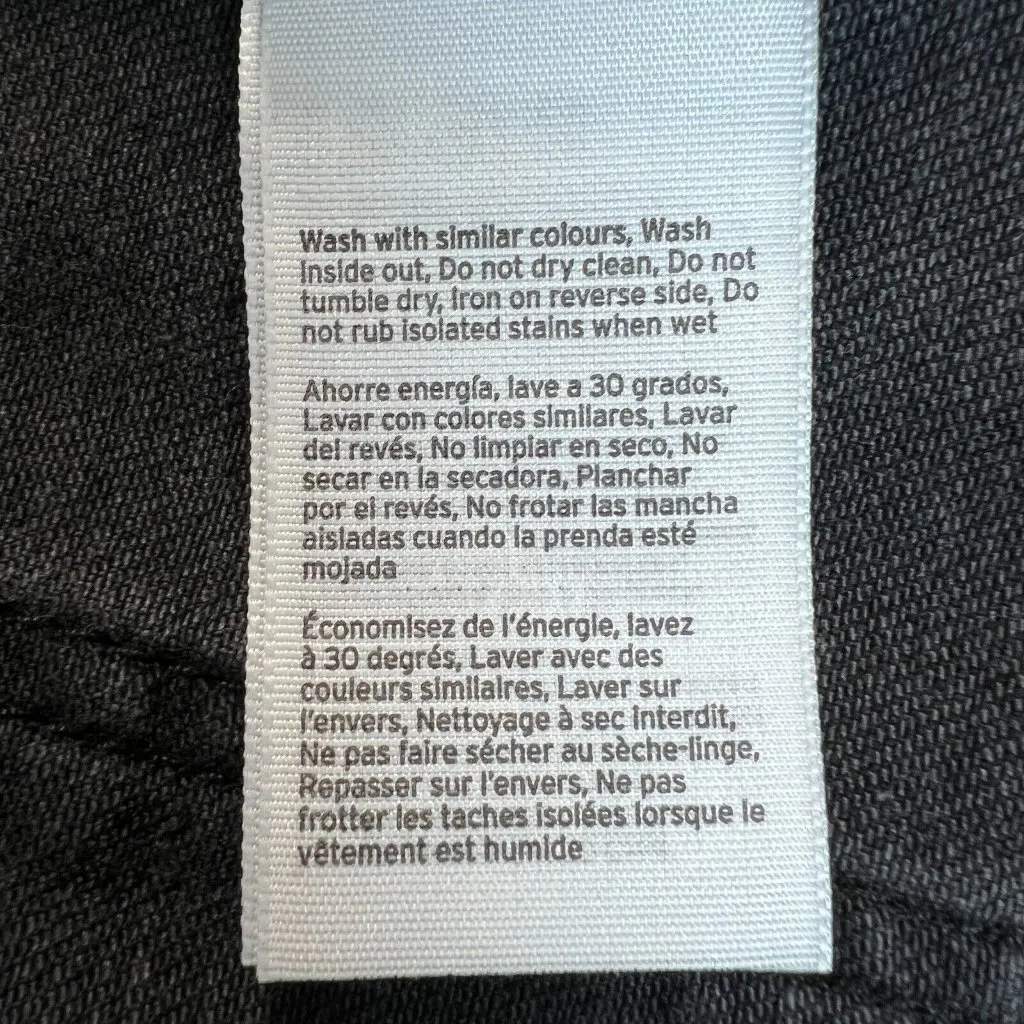 Wash with similar colours, Wash
inside out, Do not dry clean, Do not
tumble dry, Iron on reverse side, Do
not rub isolated stains when wet
Ahorre energía, lave a 30 grados,
Lavar con colores similares, Lavar
del revés, No limpiar en seco, No
secar en la secadora, Planchar
por el revés, No frotar las mancha
aisladas cuando la prenda esté
mojada
Économisez de l'énergie, lavez
à 30 degrés, Laver avec des
couleurs similaires, Laver sur
l'envers, Nettoyage à sec interdit,
Ne pas faire sécher au sèche-linge,
Repasser sur l'envers, Ne pas
frotter les taches isolées lorsque le
vêtement est humide